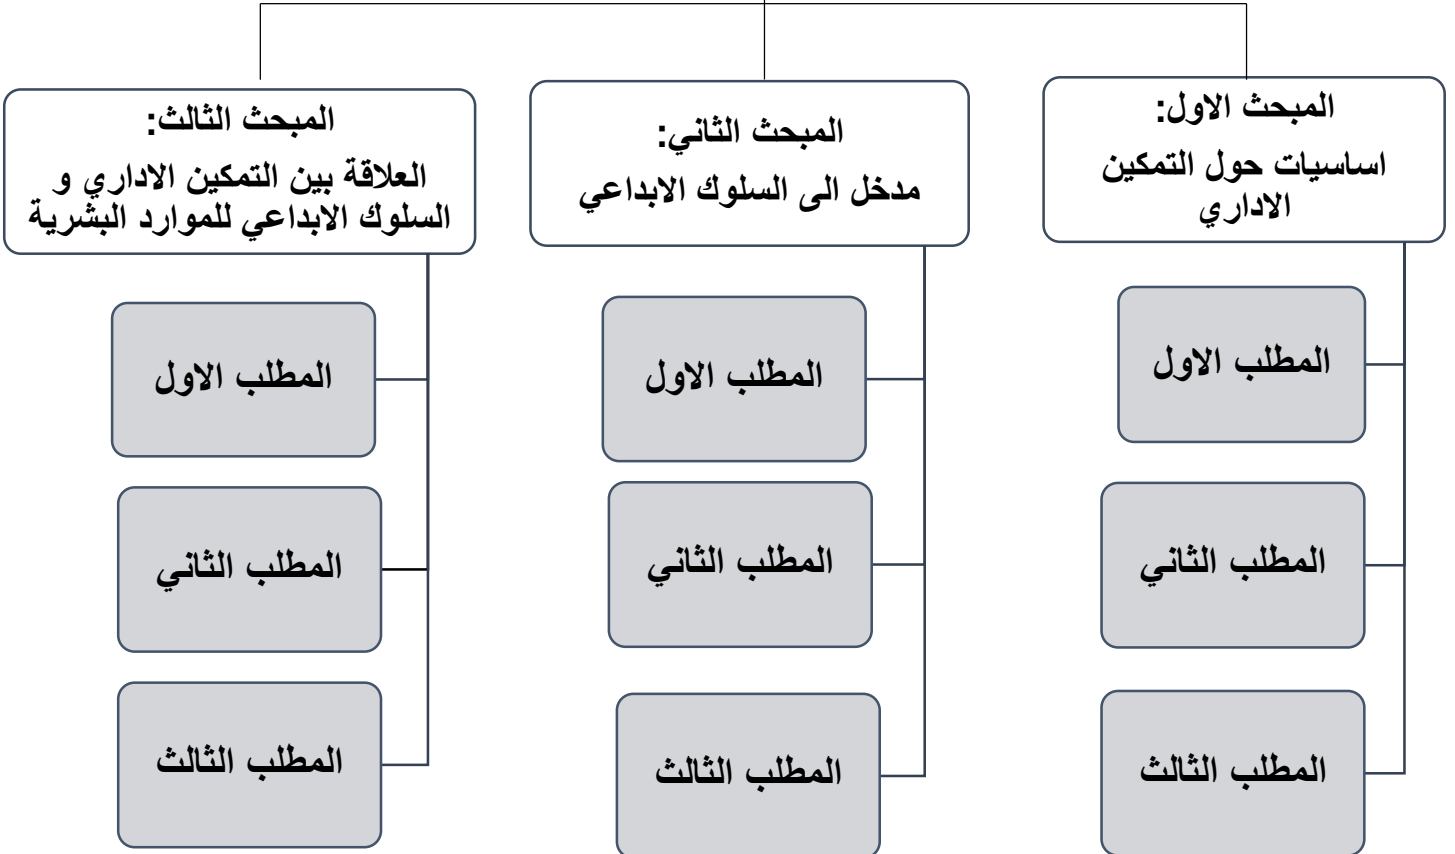 المبحث الاول:
اساسيات حول التمكين
الاداري
المطلب الاول
المطلب الثاني
المطلب الثالث
المبحث الثاني:
مدخل الى السلوك الابداعي
المطلب الاول
المطلب الثاني
المطلب الثالث
المبحث الثالث:
العلاقة بين التمكين الاداري و
السلوك الابداعي للموارد البشرية
المطلب الاول
المطلب الثاني
المطلب الثالث